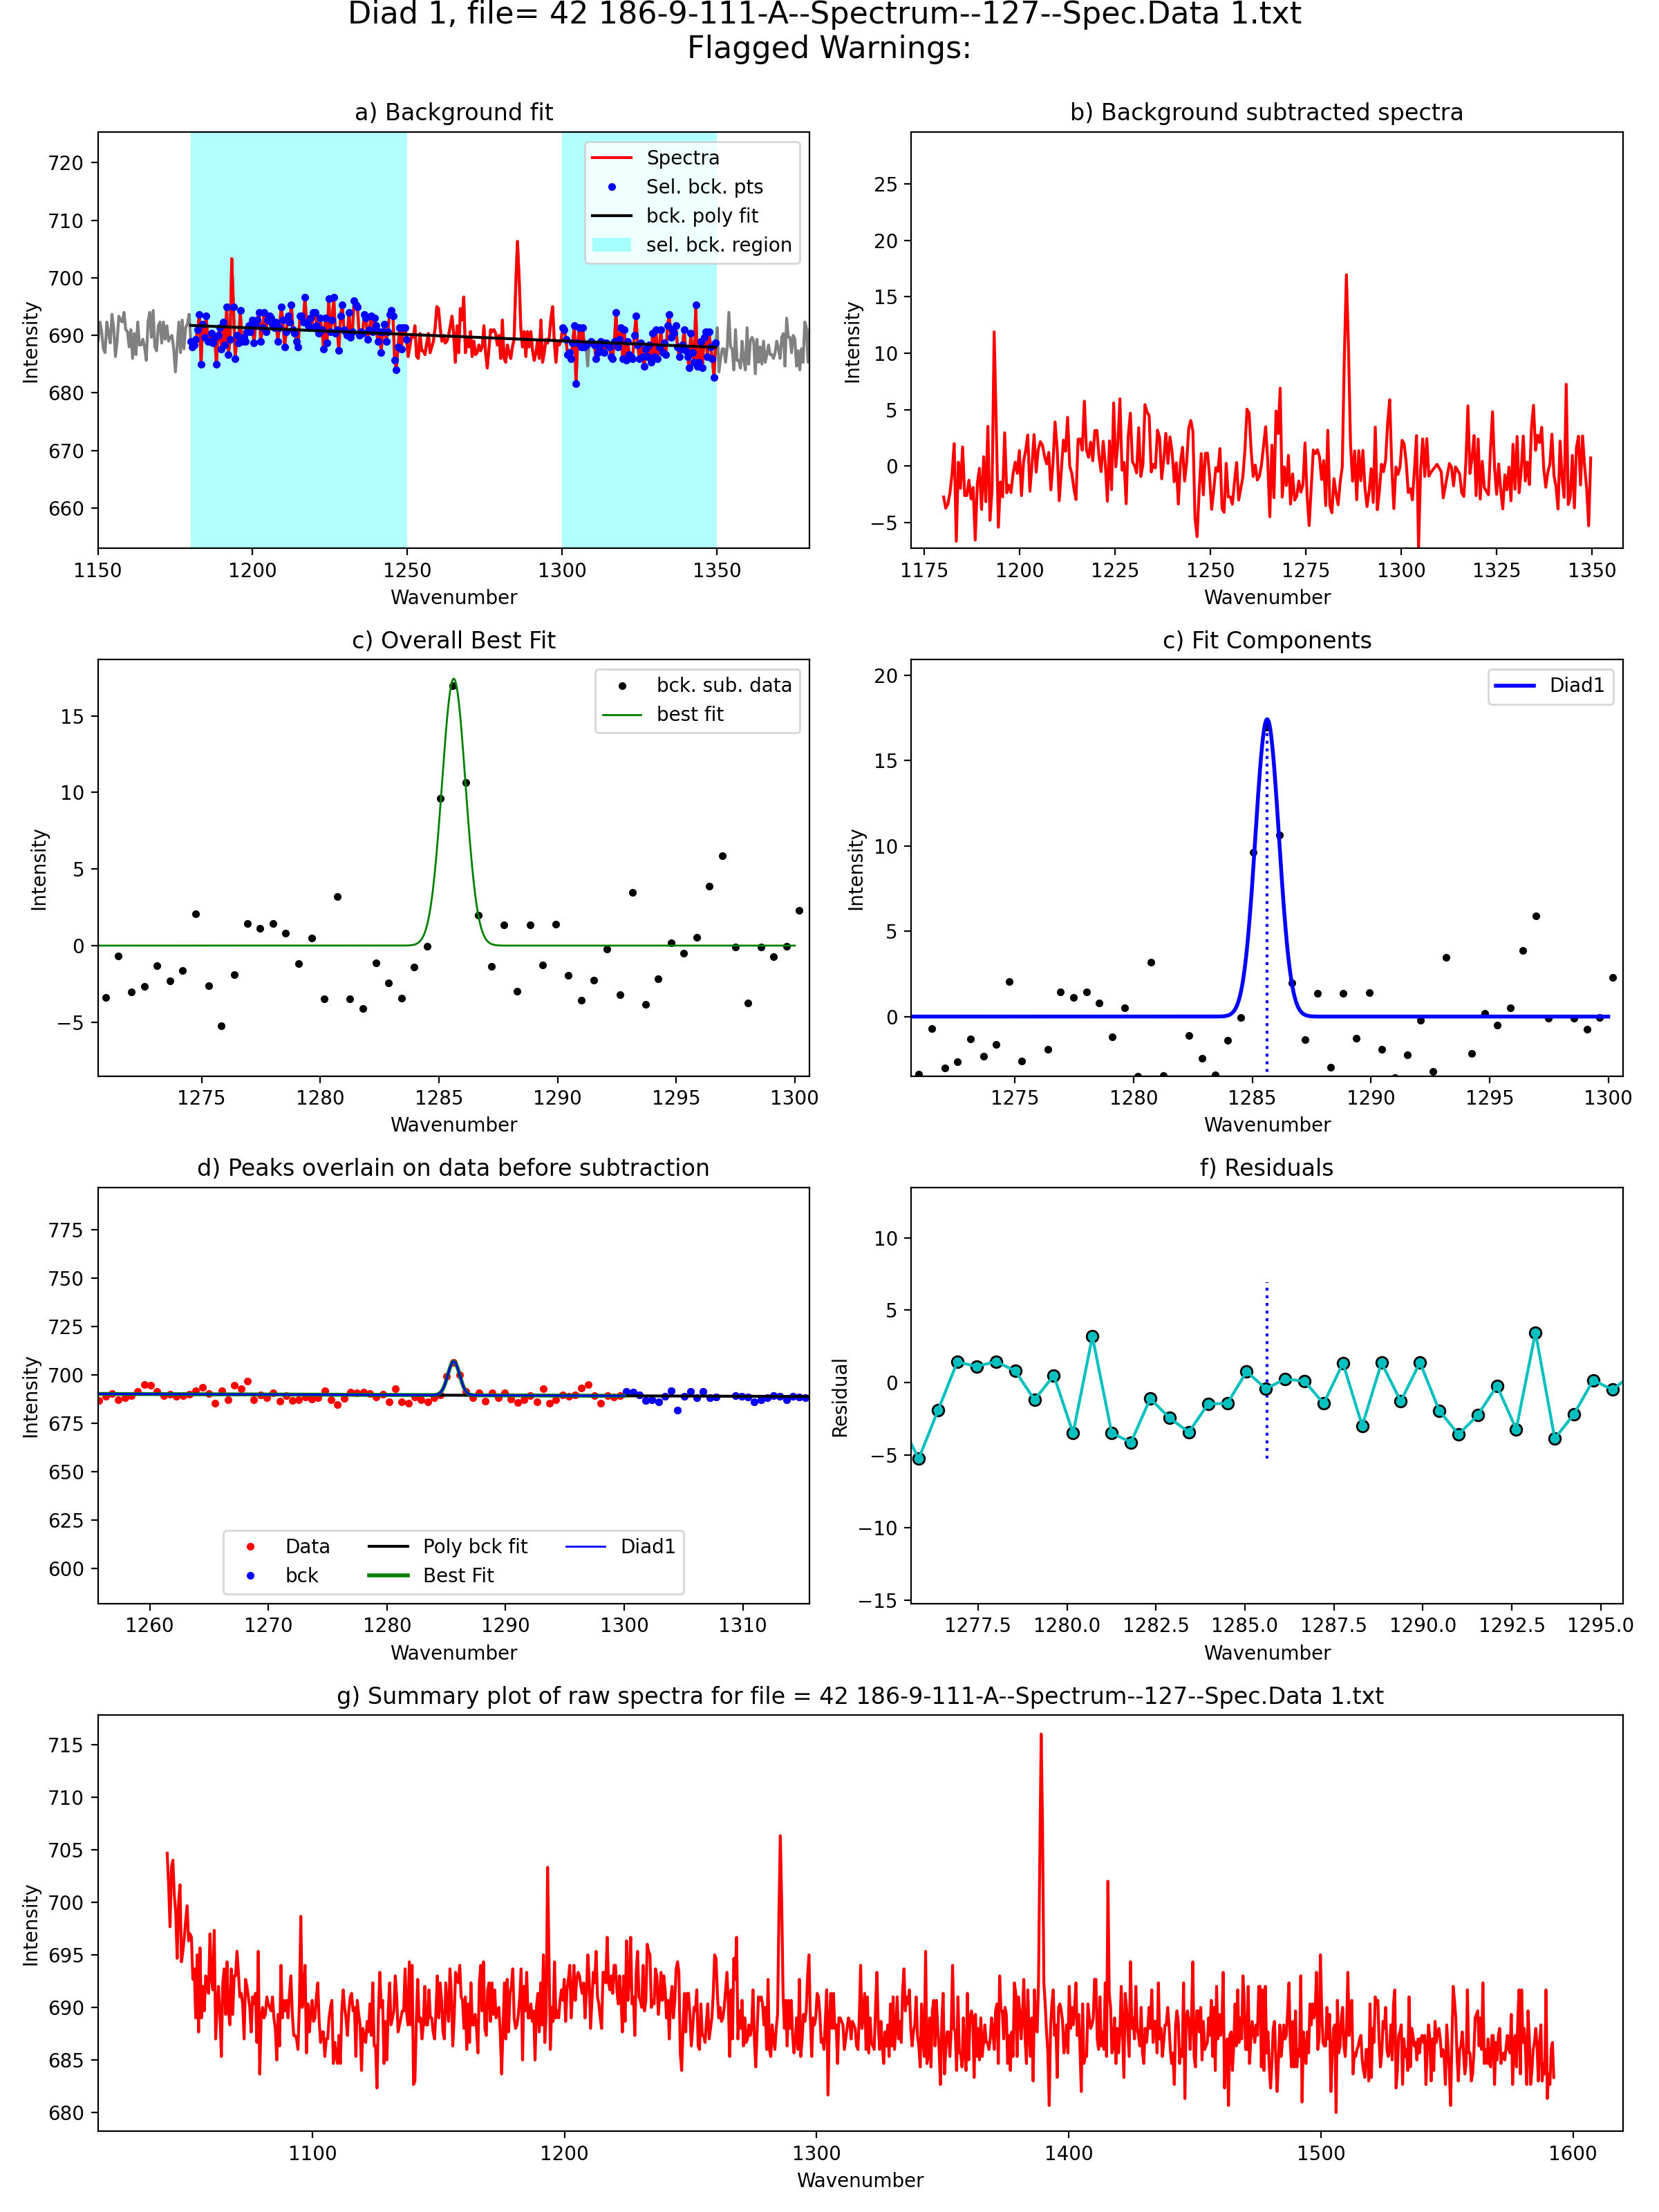 Diad 1, file= 42 186-9-111-A--Spectrum--127--Spec.Data 1.txt
Flagged Warnings:
a) Background fit
Intensity
720
710
700
690
680
670
660
1150 1200 1250 1300 1350
Wavenumber
Spectra
Sel. bck. pts
bck. poly fit
sel. bck. region
b) Background subtracted spectra
Intensity
25
20
15
10
5
0
−5
1175 1200 1225 1250 1275 1300 1325 1350
Wavenumber
c) Overall Best Fit
Intensity
15
10
5
0
−5
1275 1280 1285 1290 1295 1300
Wavenumber
bck. sub. data
best fit
c) Fit Components
Intensity
20
15
10
5
0
1275 1280 1285 1290 1295 1300
Wavenumber
Diad1
d) Peaks overlain on data before subtraction
Intensity
775
750
725
700
675
650
625
600
1260 1270 1280 1290 1300 1310
Wavenumber
Data Poly bck fit Diad1
bck Best Fit
f) Residuals
Residual
10
5
0
−5
−10
−15
1277.5 1280.0 1282.5 1285.0 1287.5 1290.0 1292.5 1295.0
Wavenumber
g) Summary plot of raw spectra for file = 42 186-9-111-A--Spectrum--127--Spec.Data 1.txt
Intensity
715
710
705
700
695
690
685
680
1100 1200 1300 1400 1500 1600
Wavenumber